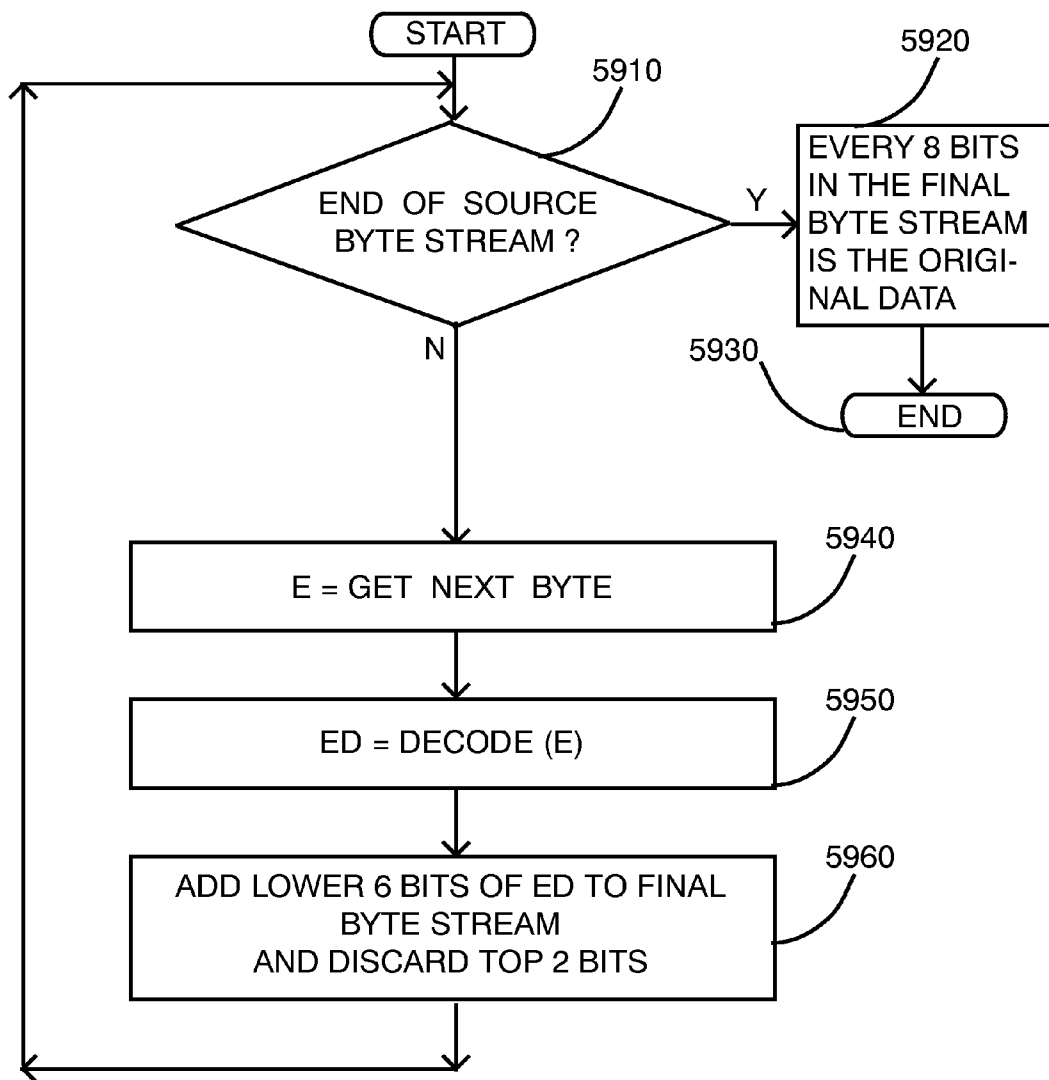 START
5910
5920
END OF SOURCE
BYTE STREAM ?
Y
EVERY 8 BITS
IN THE FINAL
BYTE STREAM
IS THE ORIGI-
NAL DATA
N
5930
END
5940
E = GET NEXT BYTE
5950
ED = DECODE (E)
5960
ADD LOWER 6 BITS OF ED TO FINAL
BYTE STREAM
AND DISCARD TOP 2 BITS